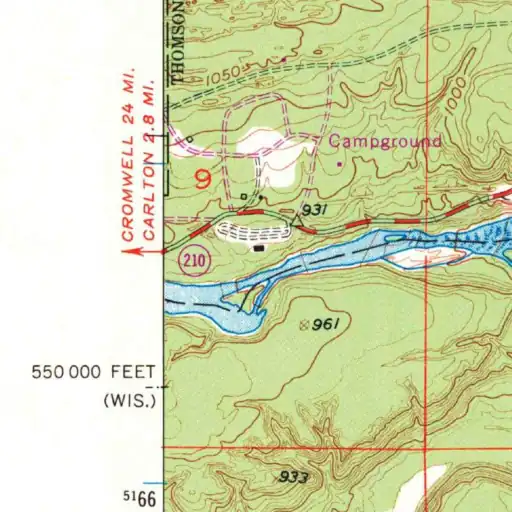 THOMSON
1050
1000
CROMWELL 24 MI.
CARLTON 2.8 MI.
Campground
9
931
210
961
550 000 FEET
(WIS.)
933
5166